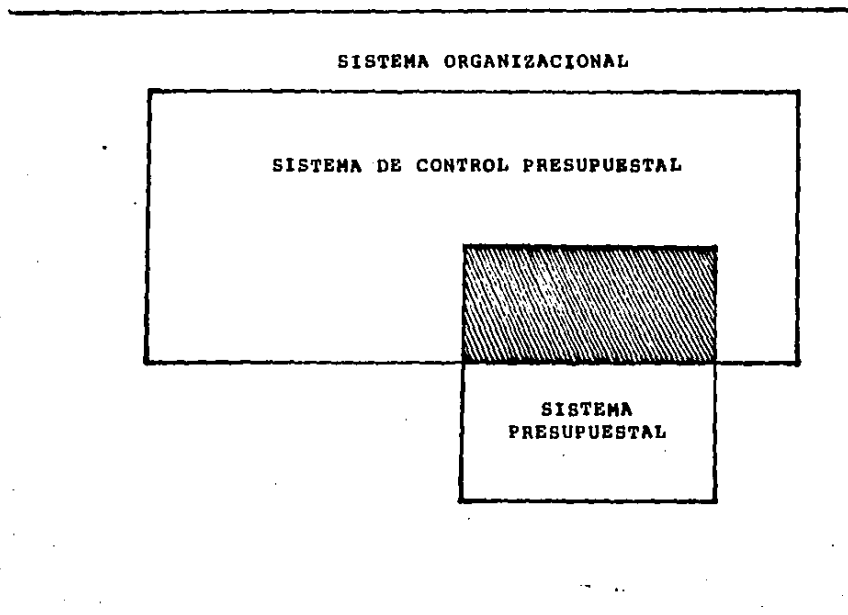 SISTEMA ORGANIZACIONAL
SISTEMA DE CONTROL PRESUPUESTAL
SISTEMA
PRESUPUESTAL